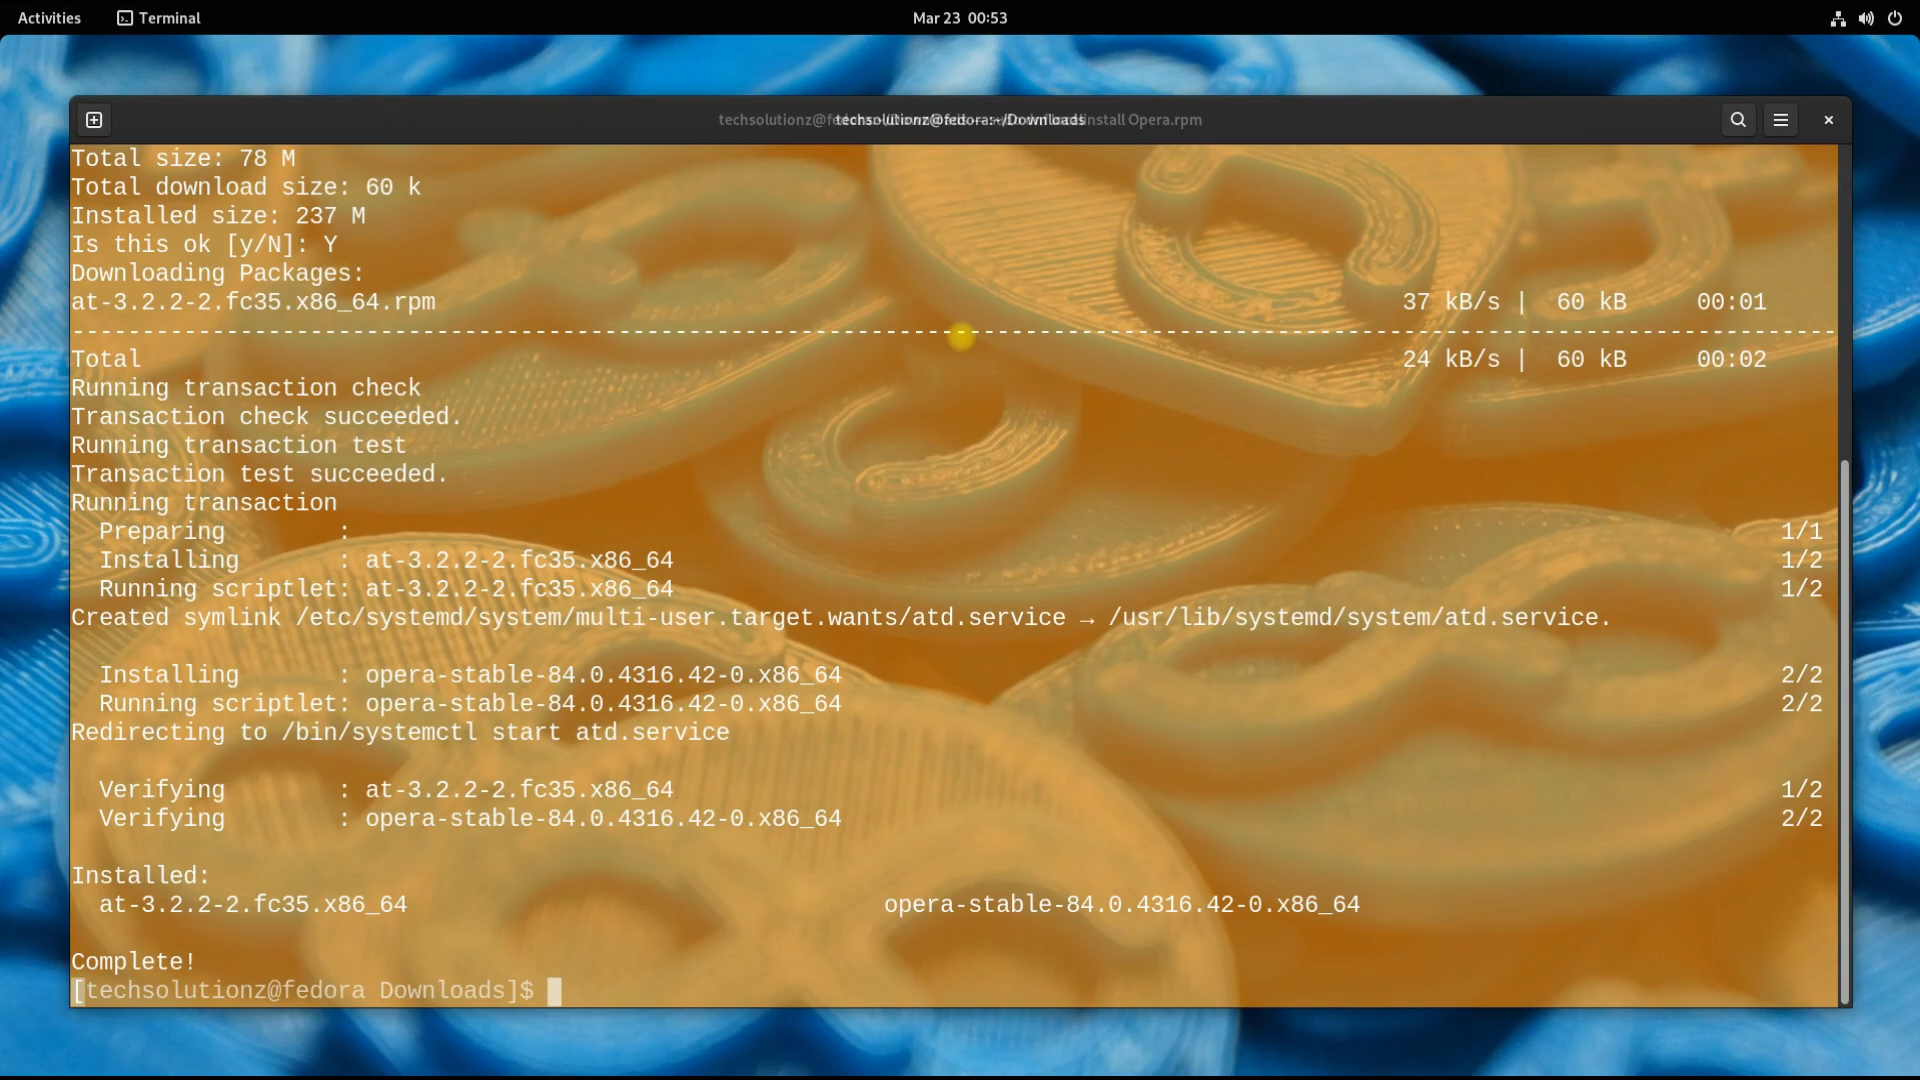 Activities
Terminal
Mar 23 00:53
techsolutionz@fedora:~/Downloads
install Opera.rpm
Total size: 78 M
Total download size: 60 k
Installed size: 237 M
Is this ok [y/N]: Y
Downloading Packages:
at-3.2.2-2.fc35.x86_64.rpm 37 kB/s | 60 kB 00:01
--------------------------------------------------------------------------------
Total 24 kB/s | 60 kB 00:02
Running transaction check
Transaction check succeeded.
Running transaction test
Transaction test succeeded.
Running transaction
Preparing : 1/1
Installing : at-3.2.2-2.fc35.x86_64 1/2
Running scriptlet: at-3.2.2-2.fc35.x86_64 1/2
Created symlink /etc/systemd/system/multi-user.target.wants/atd.service → /usr/lib/systemd/system/atd.service.
Installing : opera-stable-84.0.4316.42-0.x86_64 2/2
Running scriptlet: opera-stable-84.0.4316.42-0.x86_64 2/2
Redirecting to /bin/systemctl start atd.service
Verifying : at-3.2.2-2.fc35.x86_64 1/2
Verifying : opera-stable-84.0.4316.42-0.x86_64 2/2
Installed:
at-3.2.2-2.fc35.x86_64 opera-stable-84.0.4316.42-0.x86_64
Complete!
[techsolutionz@fedora Downloads]$